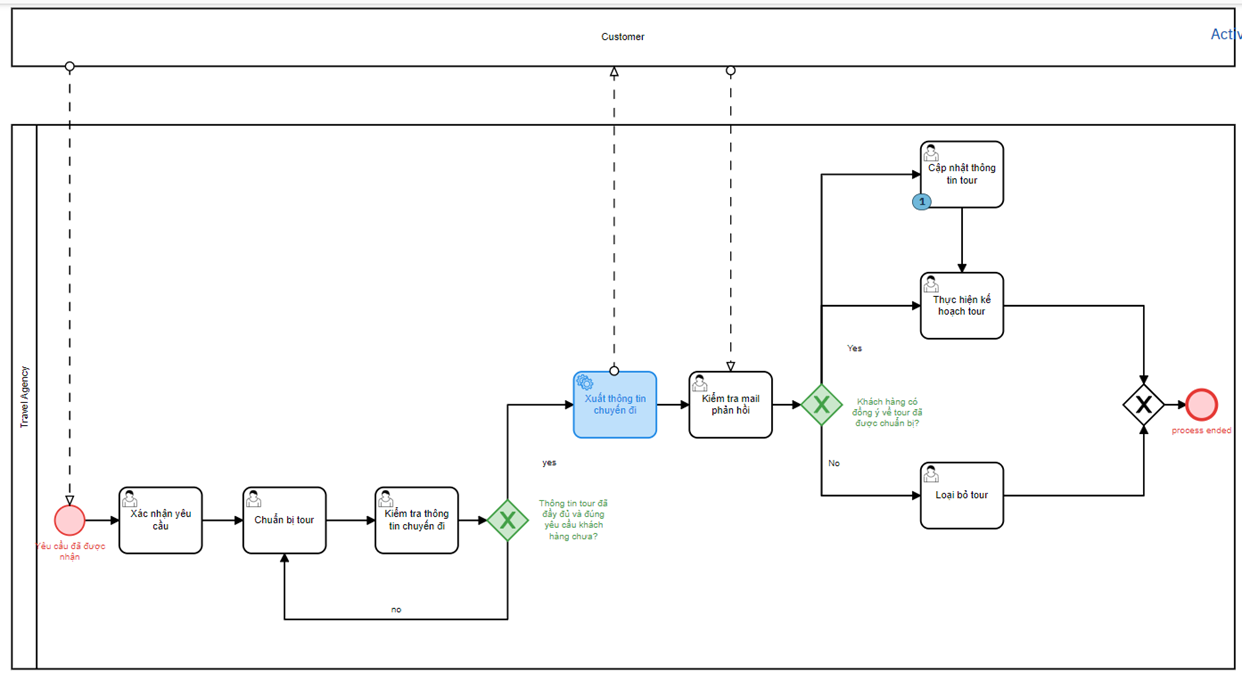 Customer
Activ
Travel Agency
Yêu cầu đã được
nhận
Xác nhận yêu
cầu
Chuẩn bị tour
Kiểm tra thông
tin chuyến đi
Thông tin tour đã
đầy đủ và đúng
yêu cầu khách
hàng chưa?
no
yes
Xuất thông tin
chuyến đi
Kiểm tra mail
phản hồi
Khách hàng có
đồng ý về tour đã
được chuẩn bị?
Yes
No
Cập nhật thông
tin tour
1
Thực hiện kế
hoạch tour
Loại bỏ tour
process ended